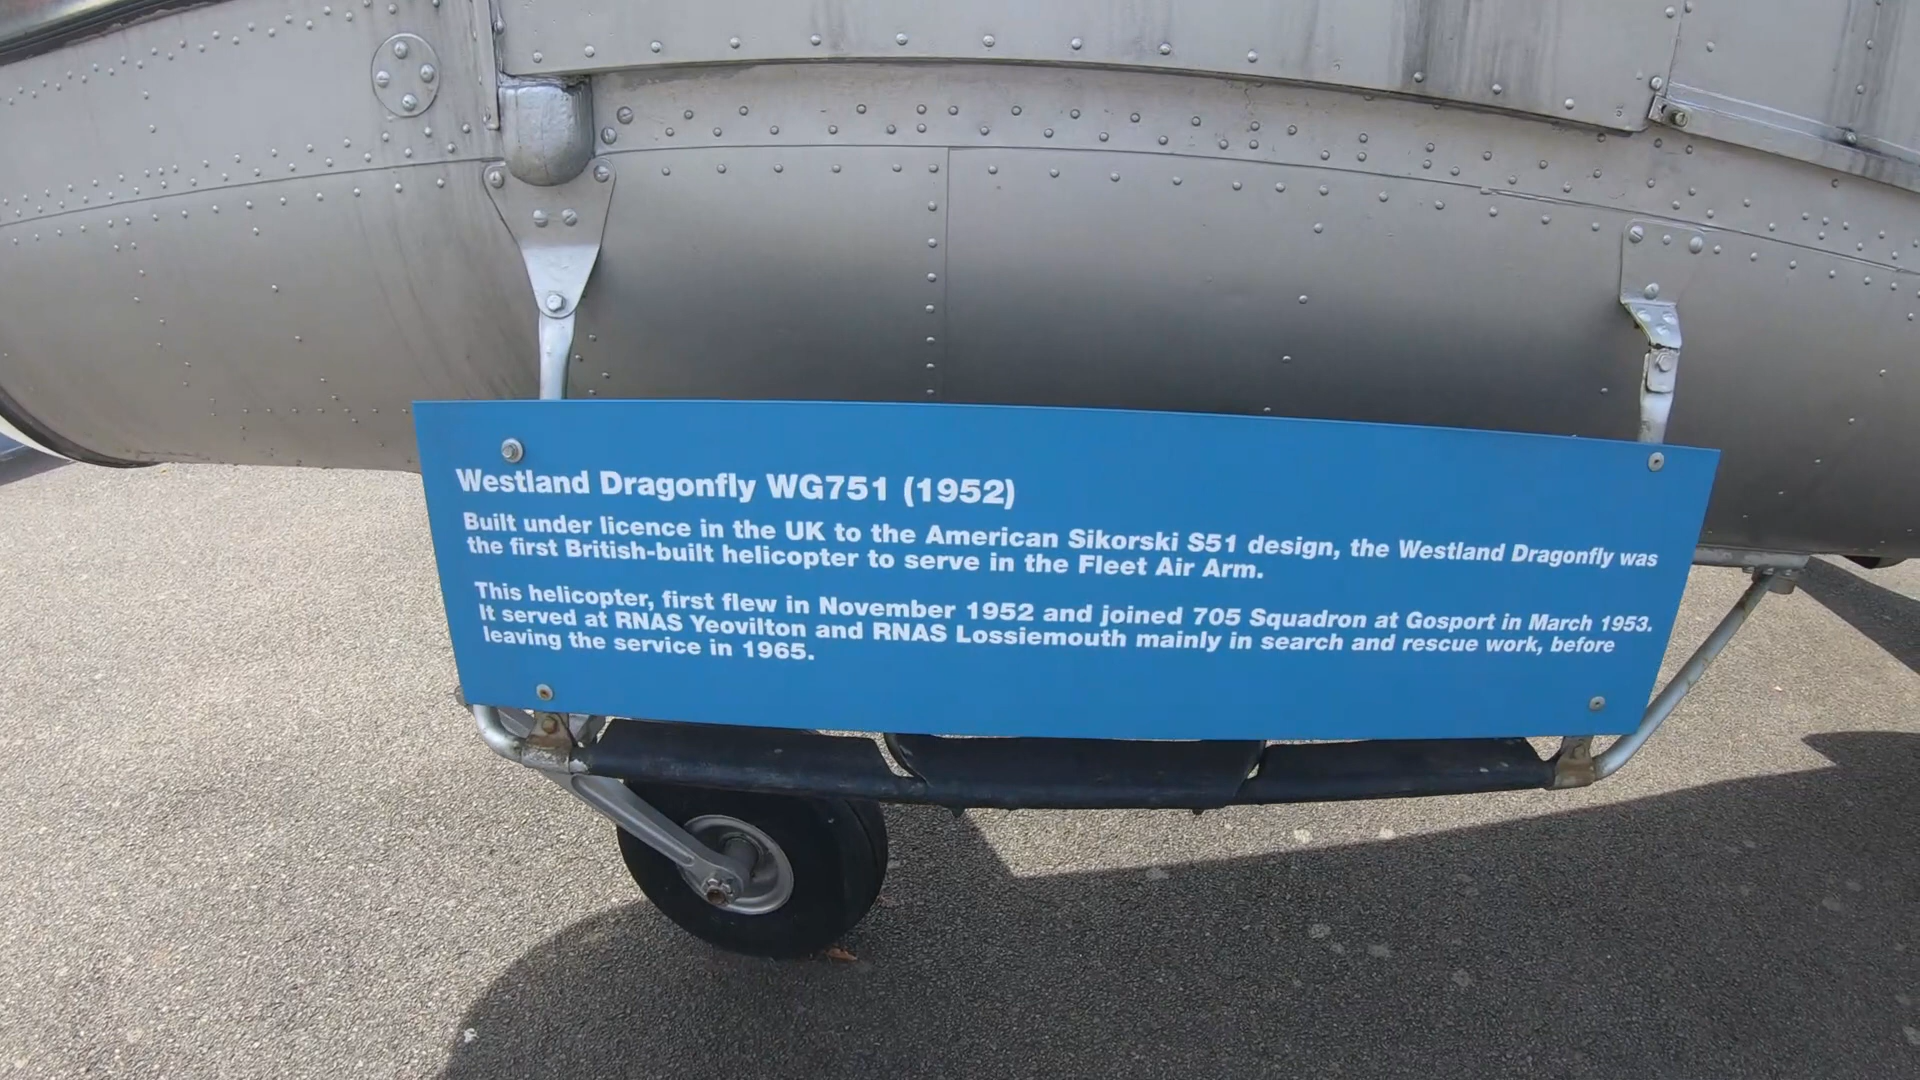 Westland Dragonfly WG751 (1952)
Built under licence in the UK to the American Sikorski S51 design, the Westland Dragonfly was
the first British-built helicopter to serve in the Fleet Air Arm.
This helicopter, first flew in November 1952 and joined 705 Squadron at Gosport in March 1953.
It served at RNAS Yeovilton and RNAS Lossiemouth mainly in search and rescue work, before
leaving the service in 1965.